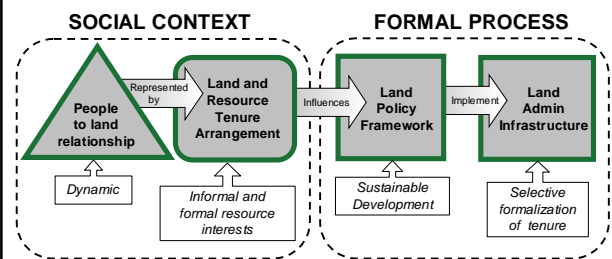 SOCIAL CONTEXT
FORMAL PROCESS
People
to land
relationship
Represented
by
Land and
Resource
Tenure
Arrangement
Influences
Land
Policy
Framework
Implement
Land
Admin
Infrastructure
Dynamic
Informal and
formal resource
interests
Sustainable
Development
Selective
formalization
of tenure